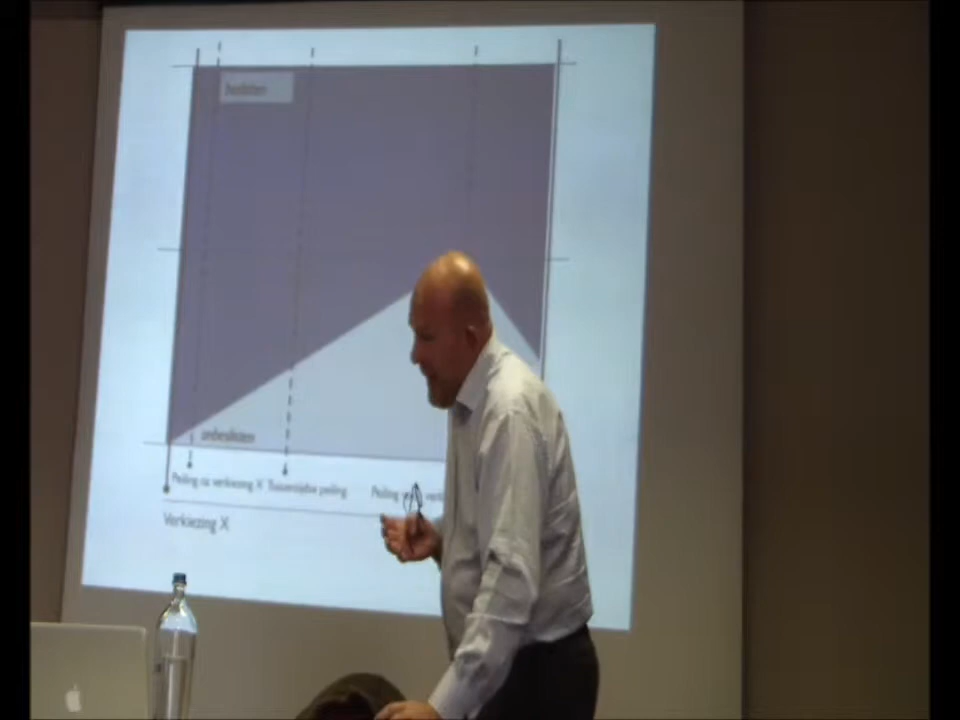 beslisten
onbeslisten
Peiling na verkiezing X Tussentijdse peiling Peiling
Verkiezing X